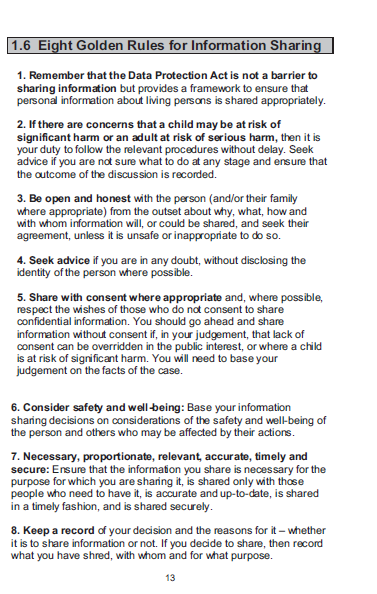 1.6 Eight Golden Rules for Information Sharing
1. Remember that the Data Protection Act is not a barrier to
sharing information but provides a framework to ensure that
personal information about living persons is shared appropriately.
2. If there are concerns that a child may be at risk of
significant harm or an adult at risk of serious harm, then it is
your duty to follow the relevant procedures without delay. Seek
advice if you are not sure what to do at any stage and ensure that
the outcome of the discussion is recorded.
3. Be open and honest with the person (and/or their family
where appropriate) from the outset about why, what, how and
with whom information will, or could be shared, and seek their
agreement, unless it is unsafe or inappropriate to do so.
4. Seek advice if you are in any doubt, without disclosing the
identity of the person where possible.
5. Share with consent where appropriate and, where possible,
respect the wishes of those who do not consent to share
confidential information. You should go ahead and share
information without consent if, in your judgement, that lack of
consent can be overridden in the public interest, or where a child
is at risk of significant harm. You will need to base your
judgement on the facts of the case.
6. Consider safety and well-being: Base your information
sharing decisions on considerations of the safety and well-being of
the person and others who may be affected by their actions.
7. Necessary, proportionate, relevant, accurate, timely and
secure: Ensure that the information you share is necessary for the
purpose for which you are sharing it, is shared only with those
people who need to have it, is accurate and up-to-date, is shared
in a timely fashion, and is shared securely.
8. Keep a record of your decision and the reasons for it – whether
it is to share information or not. If you decide to share, then record
what you have shred, with whom and for what purpose.
13